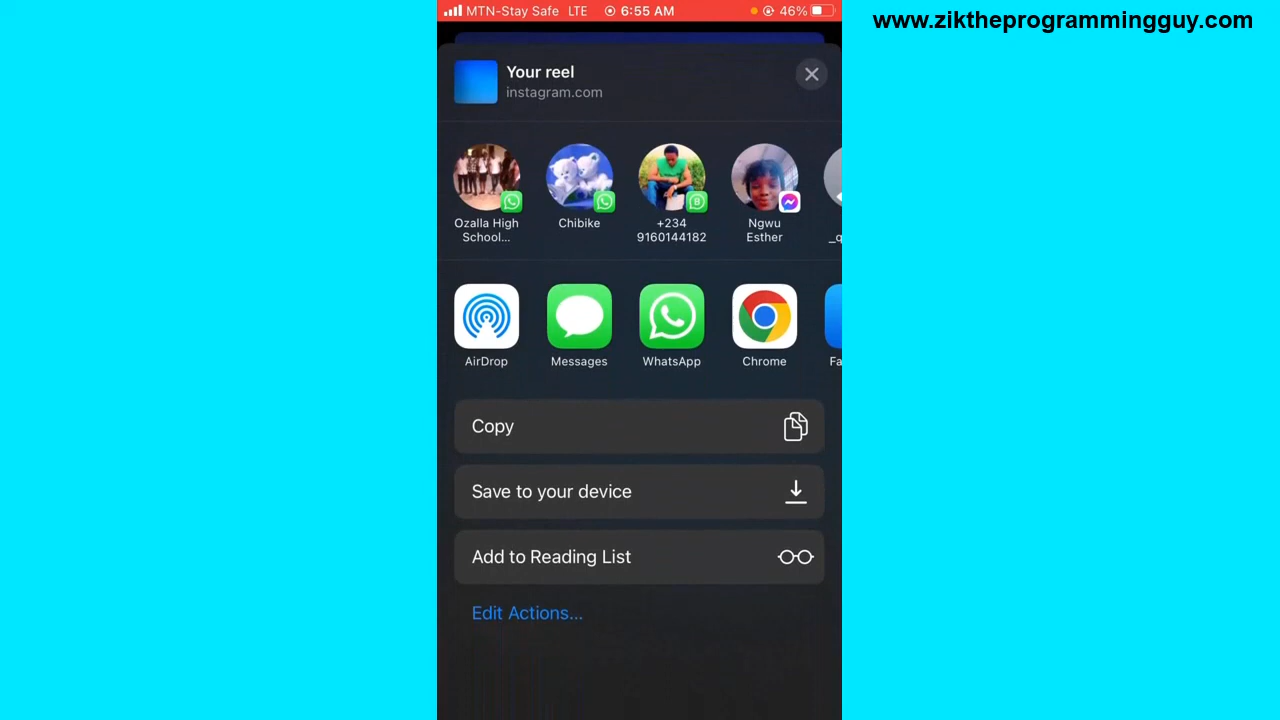 MTN-Stay Safe LTE 6:55 AM 46%
www.ziktheprogrammingguy.com
Your reel
instagram.com
Ozalla High School...
Chibike
+234 9160144182
Ngwu Esther
_q
AirDrop
Messages
WhatsApp
Chrome
Fa
Copy
Save to your device
Add to Reading List
Edit Actions...